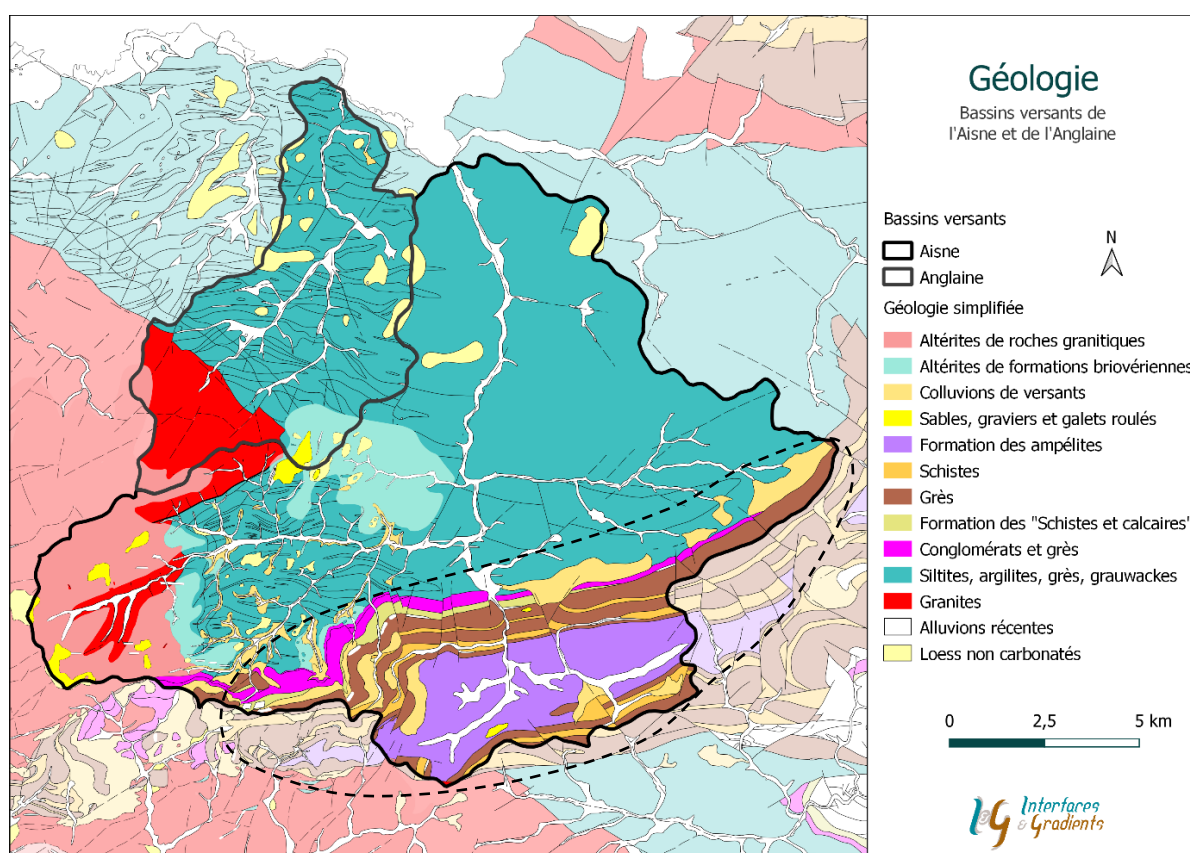 Géologie
Bassins versants de
l'Aisne et de l'Anglaine
Bassins versants
Aisne
Anglaine
N
Géologie simplifiée
Altérites de roches granitiques
Altérites de formations briovériennes
Colluvions de versants
Sables, graviers et galets roulés
Formation des ampélites
Schistes
Grès
Formation des "Schistes et calcaires"
Conglomérats et grès
Siltites, argilites, grès, grauwackes
Granites
Alluvions récentes
Loess non carbonatés
0 2,5 5 km
I&G Interfaces
& Gradients